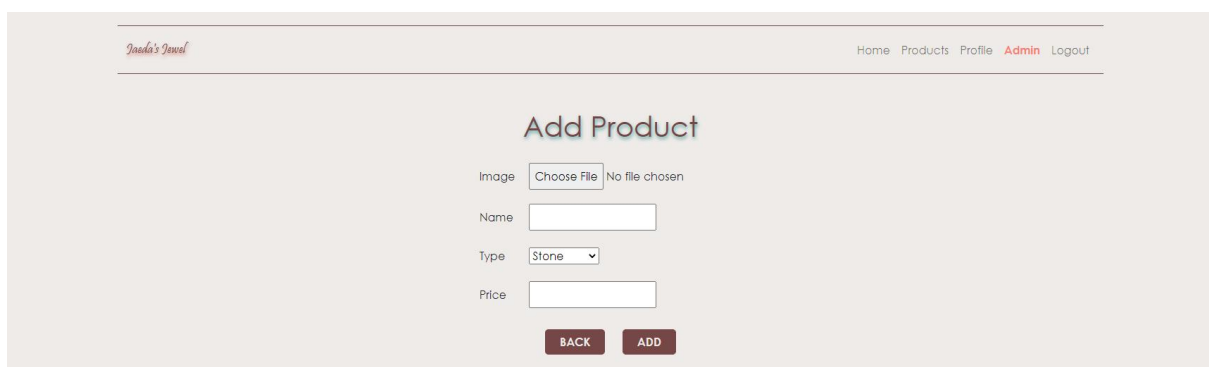 Jaeda's Jewel
Home Products Profile Admin Logout
Add Product
Image Choose File No file chosen
Name
Type Stone
Price
BACK ADD